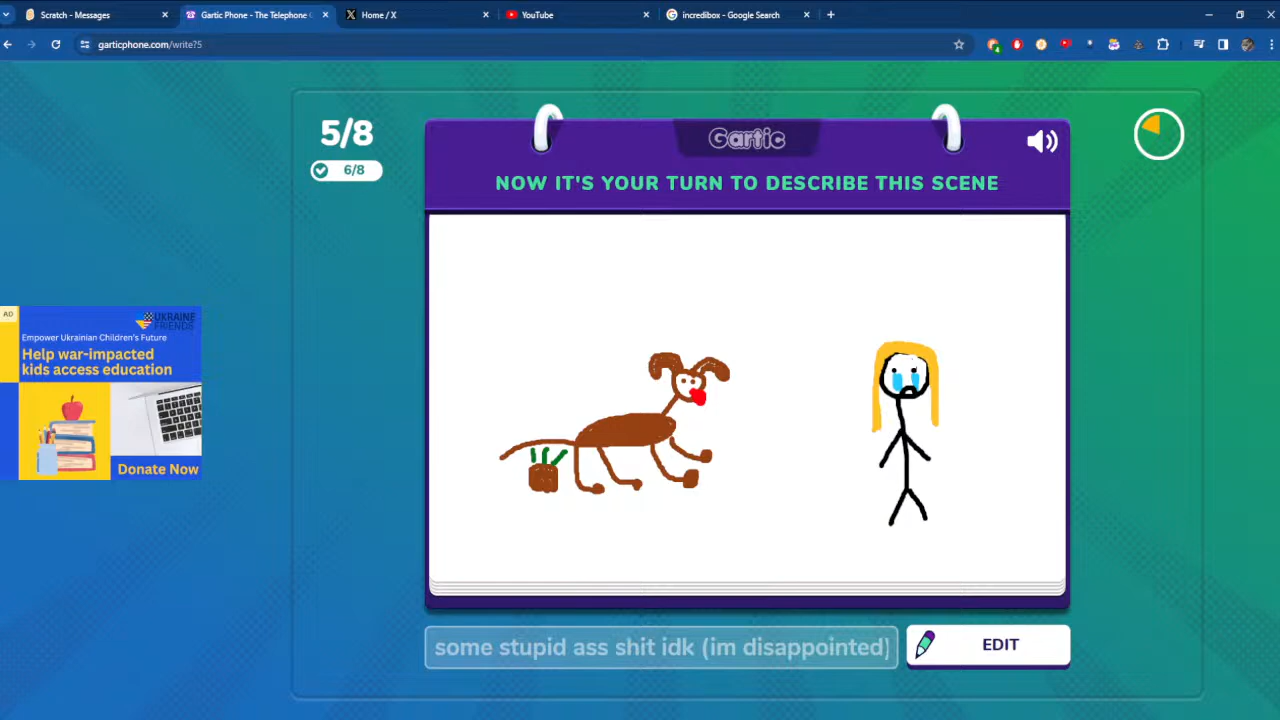 Scratch - Messages
Gartic Phone - The Telephone G
Home / X
YouTube
incredibox - Google Search
garticphone.com/write?5
4
5/8
6/8
Gartic
NOW IT'S YOUR TURN TO DESCRIBE THIS SCENE
AD
UKRAINE
FRIENDS
Empower Ukrainian Children's Future
Help war-impacted
kids access education
Donate Now
some stupid ass shit idk (im disappointed)
EDIT